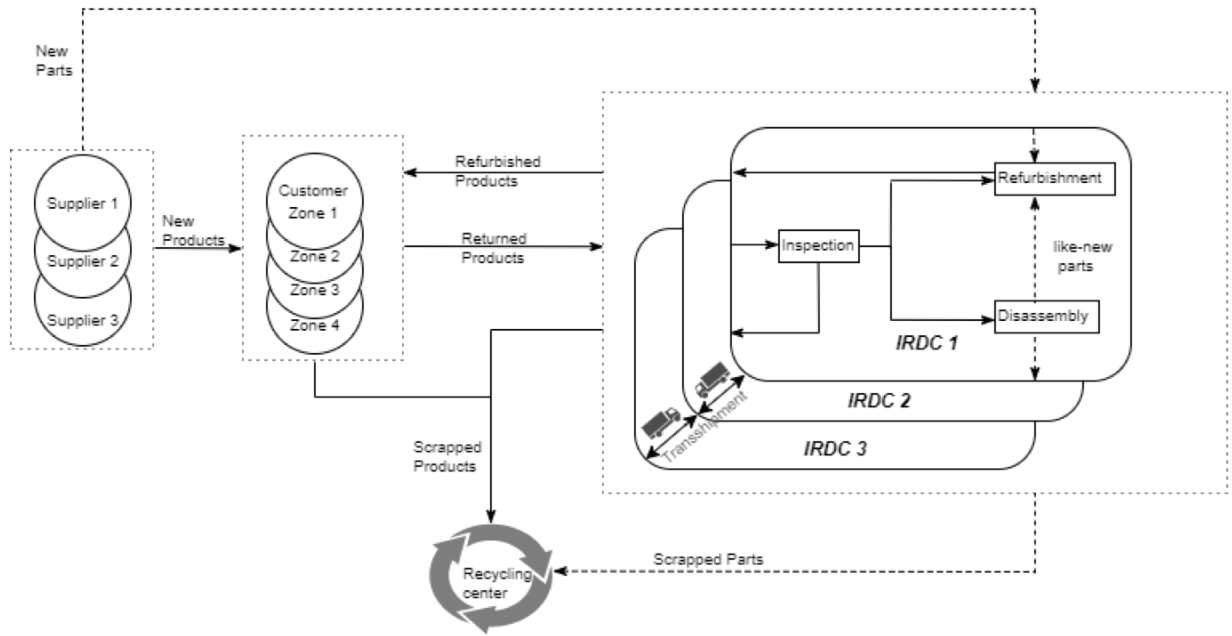 New
Parts
Supplier 1
Supplier 2
Supplier 3
New
Products
Customer
Zone 1
Zone 2
Zone 3
Zone 4
Refurbished
Products
Returned
Products
Refurbishment
Inspection
like-new
parts
Disassembly
IRDC 1
IRDC 2
IRDC 3
Transshipment
Scrapped
Products
Scrapped Parts
Recycling
center